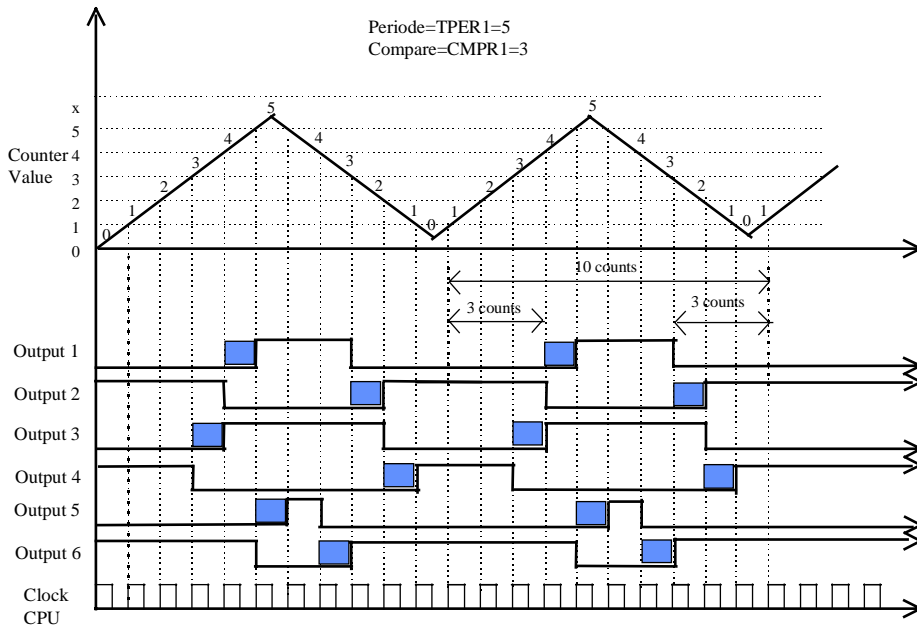 Periode=TPER1=5
Compare=CMPR1=3
x
5
4
3
2
1
0
Counter
Value
0 1 2 3 4 5 4 3 2 1 0 1 2 3 4 5 4 3 2 1 0 1
10 counts
3 counts
3 counts
Output 1
Output 2
Output 3
Output 4
Output 5
Output 6
Clock
CPU